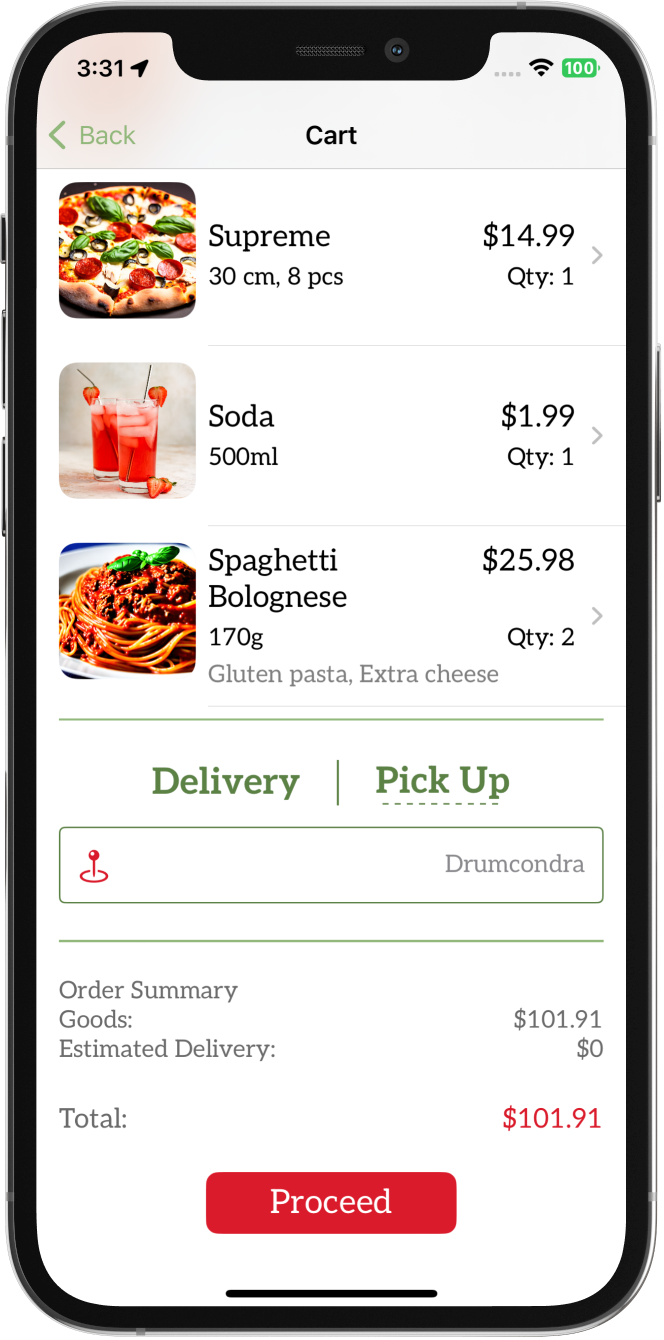 3:31 100
Back Cart
Supreme $14.99
30 cm, 8 pcs Qty: 1
Soda $1.99
500ml Qty: 1
Spaghetti $25.98
Bolognese
170g Qty: 2
Gluten pasta, Extra cheese
Delivery Pick Up
Drumcondra
Order Summary
Goods: $101.91
Estimated Delivery: $0
Total: $101.91
Proceed